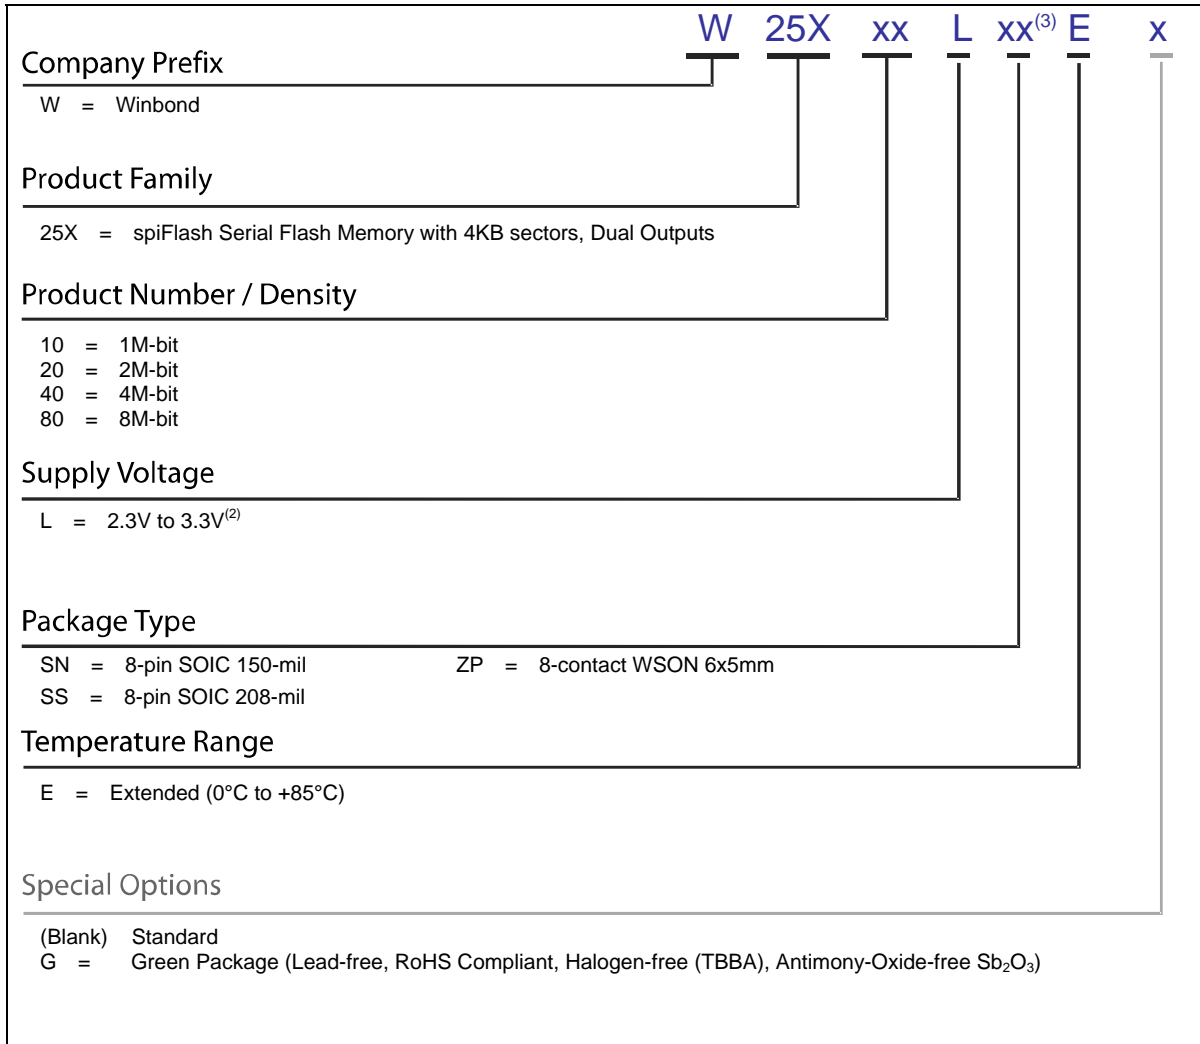 W 25X xx L xx(3) E x
Company Prefix
W = Winbond
Product Family
25X = spiFlash Serial Flash Memory with 4KB sectors, Dual Outputs
Product Number / Density
10 = 1M-bit
20 = 2M-bit
40 = 4M-bit
80 = 8M-bit
Supply Voltage
L = 2.3V to 3.3V(2)
Package Type
SN = 8-pin SOIC 150-mil ZP = 8-contact WSON 6x5mm
SS = 8-pin SOIC 208-mil
Temperature Range
E = Extended (0°C to +85°C)
Special Options
(Blank) Standard
G = Green Package (Lead-free, RoHS Compliant, Halogen-free (TBBA), Antimony-Oxide-free Sb₂O₃)